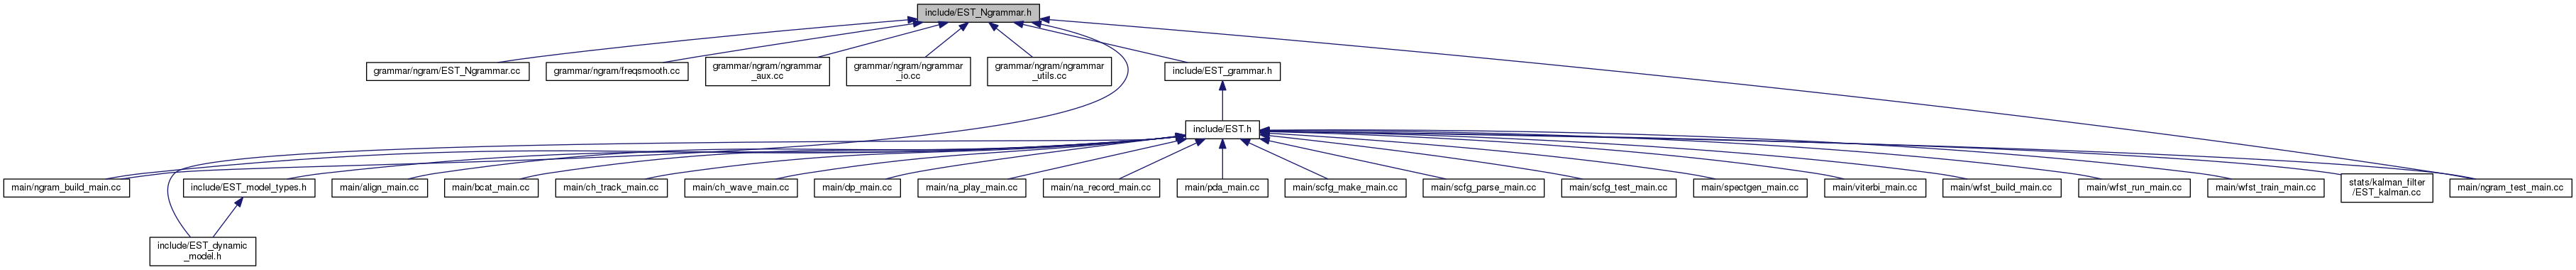 include/EST_Ngrammar.h
grammar/ngram/EST_Ngrammar.cc
grammar/ngram/freqsmooth.cc
grammar/ngram/ngrammar
_aux.cc
grammar/ngram/ngrammar
_io.cc
grammar/ngram/ngrammar
_utils.cc
include/EST_grammar.h
include/EST.h
main/ngram_build_main.cc
include/EST_model_types.h
main/align_main.cc
main/bcat_main.cc
main/ch_track_main.cc
main/ch_wave_main.cc
main/dp_main.cc
main/na_play_main.cc
main/na_record_main.cc
main/pda_main.cc
main/scfg_make_main.cc
main/scfg_parse_main.cc
main/scfg_test_main.cc
main/spectgen_main.cc
main/viterbi_main.cc
main/wfst_build_main.cc
main/wfst_run_main.cc
main/wfst_train_main.cc
stats/kalman_filter
/EST_kalman.cc
main/ngram_test_main.cc
include/EST_dynamic
_model.h